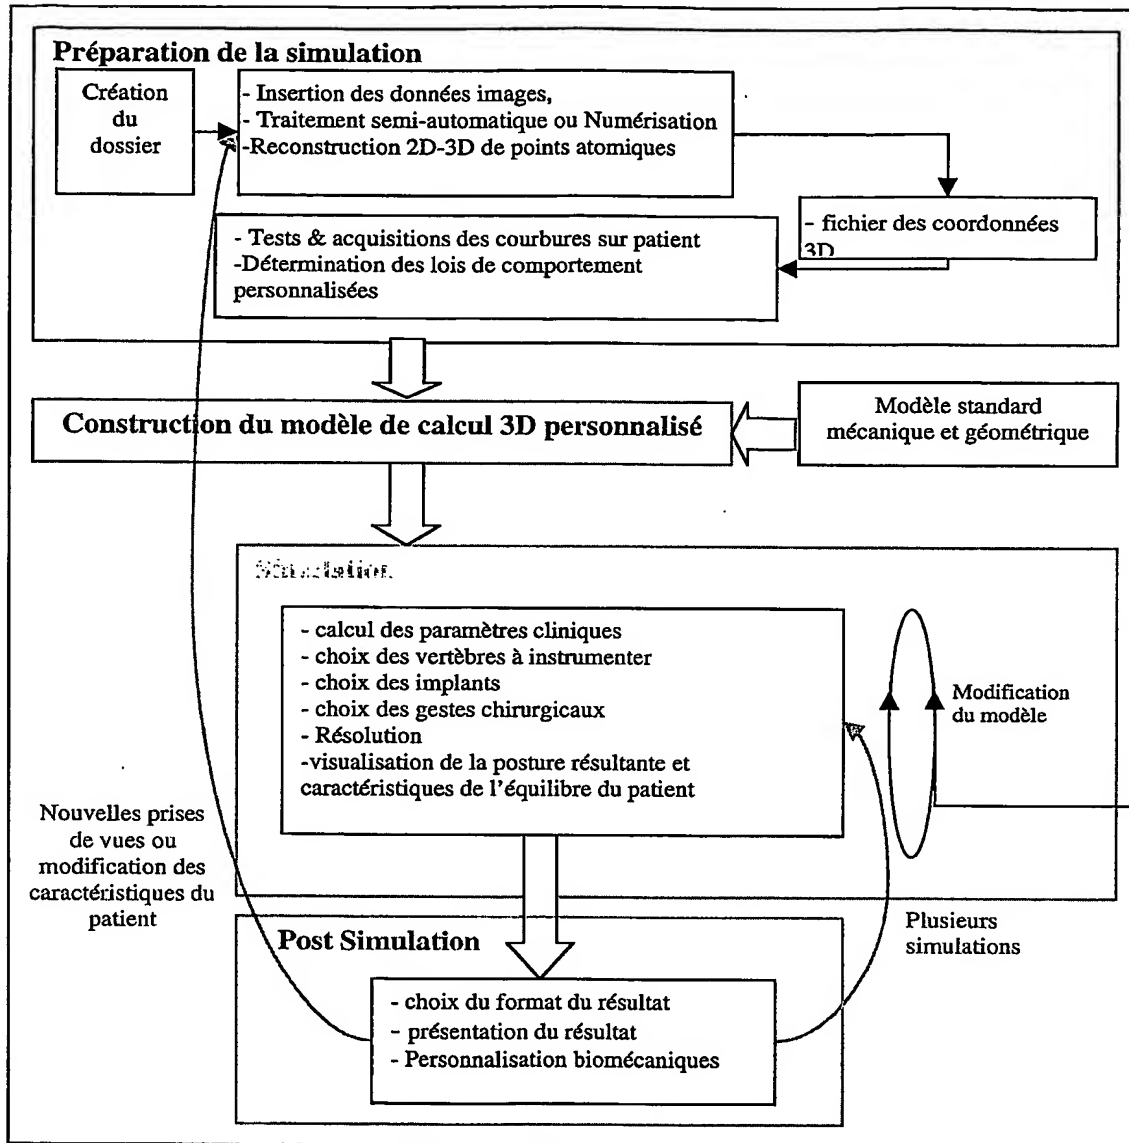 Préparation de la simulation
Création
du
dossier
- Insertion des données images,
- Traitement semi-automatique ou Numérisation
-Reconstruction 2D-3D de points atomiques
- fichier des coordonnées
3D
- Tests & acquisitions des courbures sur patient
-Détermination des lois de comportement
personnalisées
Construction du modèle de calcul 3D personnalisé
Modèle standard
mécanique et géométrique
Simulation
- calcul des paramètres cliniques
- choix des vertèbres à instrumenter
- choix des implants
- choix des gestes chirurgicaux
- Résolution
-visualisation de la posture résultante et
caractéristiques de l'équilibre du patient
Modification
du modèle
Nouvelles prises
de vues ou
modification des
caractéristiques du
patient
Plusieurs
simulations
Post Simulation
- choix du format du résultat
- présentation du résultat
- Personnalisation biomécaniques